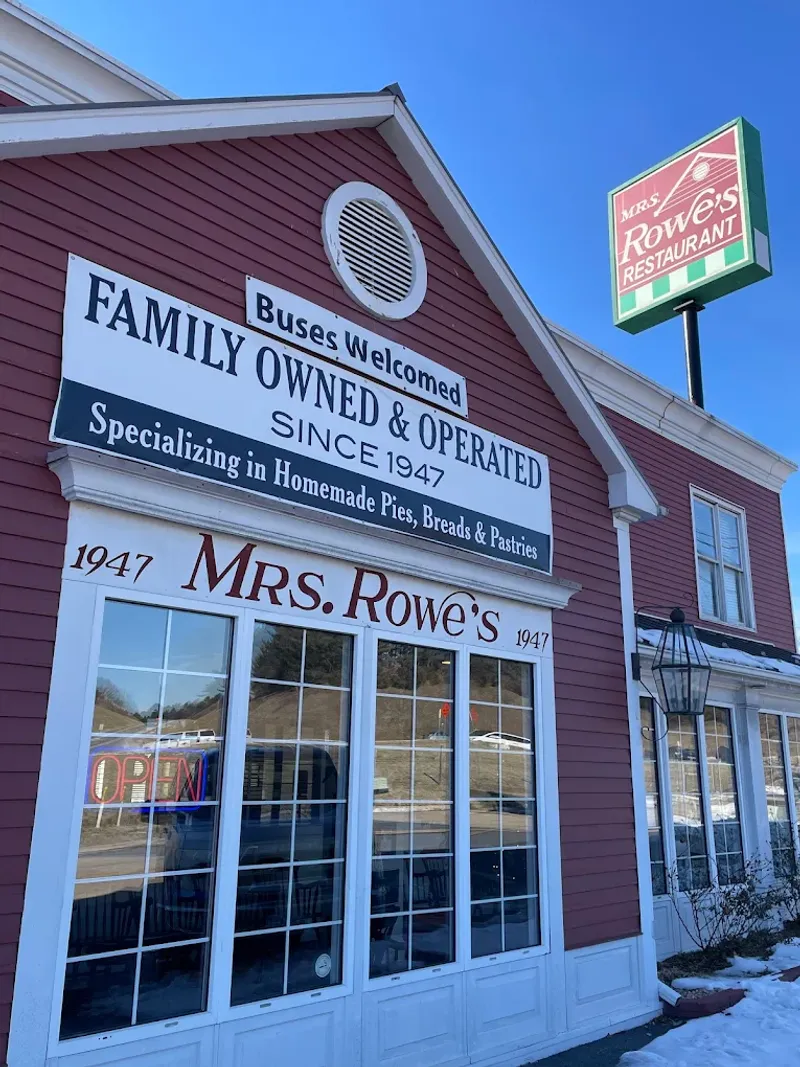 MRS.
Rowe's
RESTAURANT
Buses Welcomed
FAMILY OWNED & OPERATED
SINCE 1947
Specializing in Homemade Pies, Breads & Pastries
1947 MRS. ROWE'S 1947
OPEN